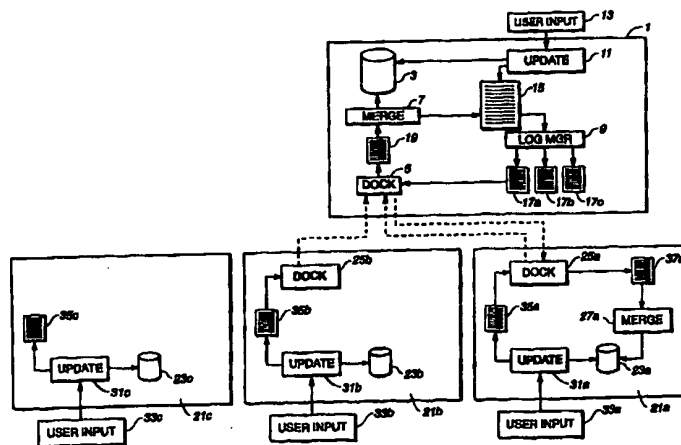 USER INPUT
13
1
UPDATE
11
3
15
7
MERGE
9
LOG MGR
19
5
DOCK
17a
17b
17c
DOCK
25b
DOCK
25a
37a
35c
35b
35a
27a
MERGE
UPDATE
31c
23c
UPDATE
31b
23b
UPDATE
31a
23a
USER INPUT
33c
21c
USER INPUT
33b
21b
USER INPUT
33a
21a